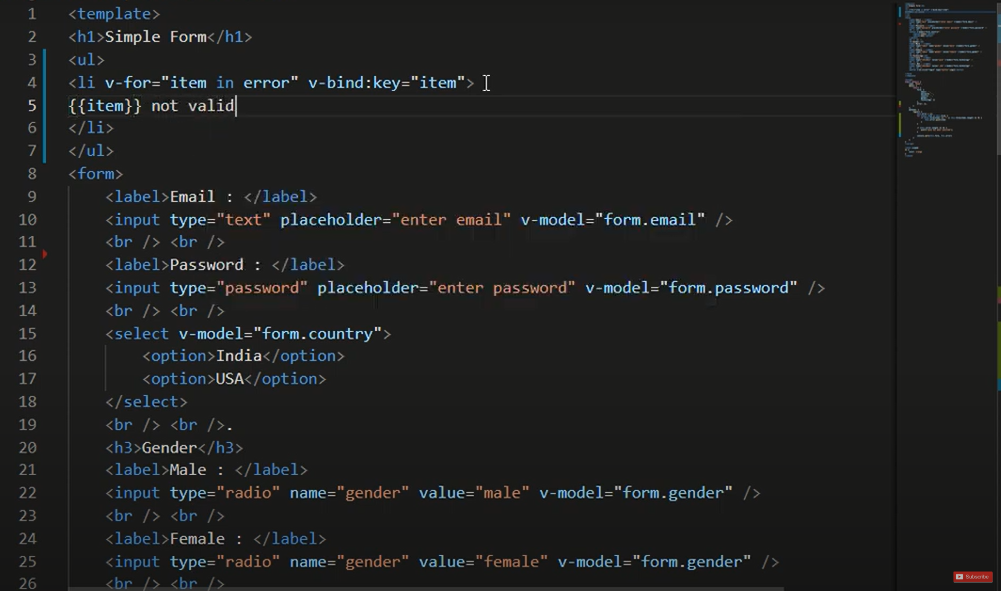 1 <template>
2 <h1>Simple Form</h1>
3 <ul>
4 <li v-for="item in error" v-bind:key="item">
5 {{item}} not valid
6 </li>
7 </ul>
8 <form>
9 <label>Email : </label>
10 <input type="text" placeholder="enter email" v-model="form.email" />
11 <br /> <br />
12 <label>Password : </label>
13 <input type="password" placeholder="enter password" v-model="form.password" />
14 <br /> <br />
15 <select v-model="form.country">
16 <option>India</option>
17 <option>USA</option>
18 </select>
19 <br /> <br />.
20 <h3>Gender</h3>
21 <label>Male : </label>
22 <input type="radio" name="gender" value="male" v-model="form.gender" />
23 <br /> <br />
24 <label>Female : </label>
25 <input type="radio" name="gender" value="female" v-model="form.gender" />
26 <br /> <br />
Subscribe